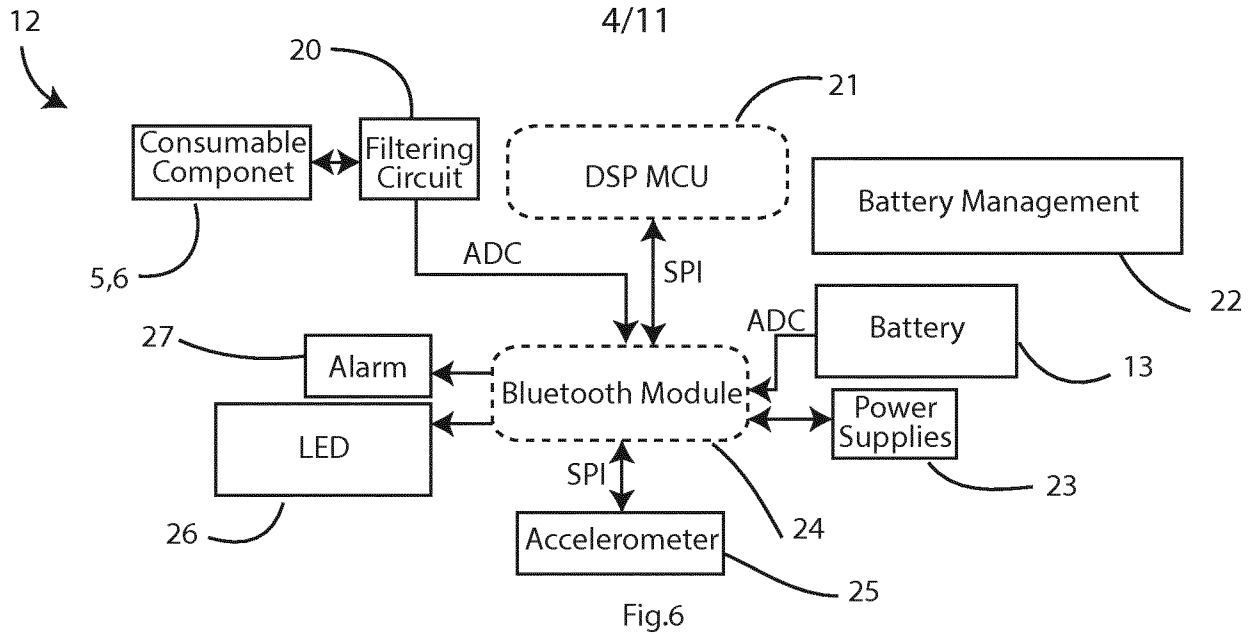 4/11
12
20
21
Consumable
Componet
Filtering
Circuit
DSP MCU
Battery Management
ADC
SPI
5,6
22
ADC
Battery
27
Alarm
13
Bluetooth Module
Power
Supplies
LED
SPI
23
26
Accelerometer
24
25
Fig.6